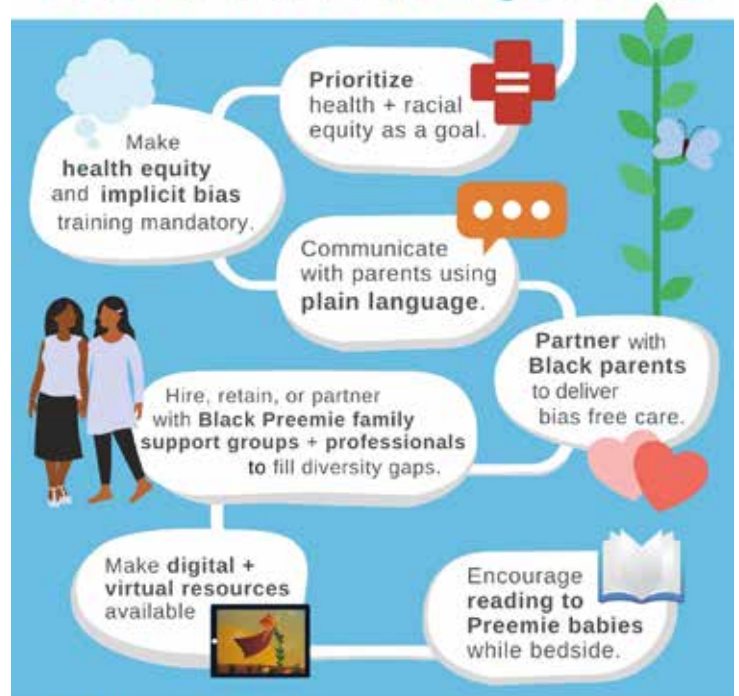 Prioritize
health + racial
equity as a goal.
Make
health equity
and implicit bias
training mandatory.
Communicate
with parents using
plain language.
Partner with
Black parents
to deliver
bias free care.
Hire, retain, or partner
with Black Preemie family
support groups + professionals
to fill diversity gaps.
Make digital +
virtual resources
available
Encourage
reading to
Preemie babies
while bedside.